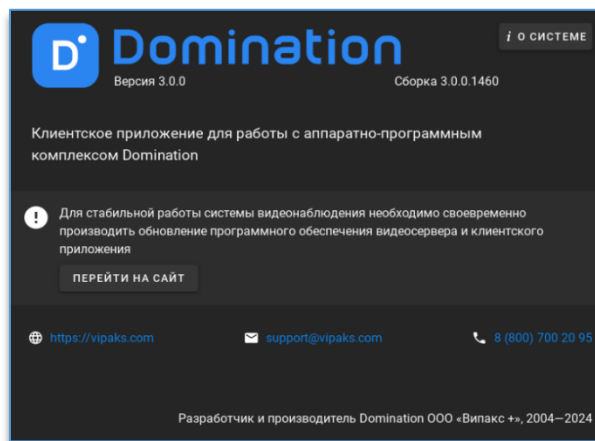 D
Domination
i О СИСТЕМЕ
Версия 3.0.0
Сборка 3.0.0.1460
Клиентское приложение для работы с аппаратно-программным
комплексом Domination
! Для стабильной работы системы видеонаблюдения необходимо своевременно
производить обновление программного обеспечения видеосервера и клиентского
приложения
ПЕРЕЙТИ НА САЙТ
https://vipaks.com
support@vipaks.com
8 (800) 700 20 95
Разработчик и производитель Domination ООО «Випакс +», 2004—2024